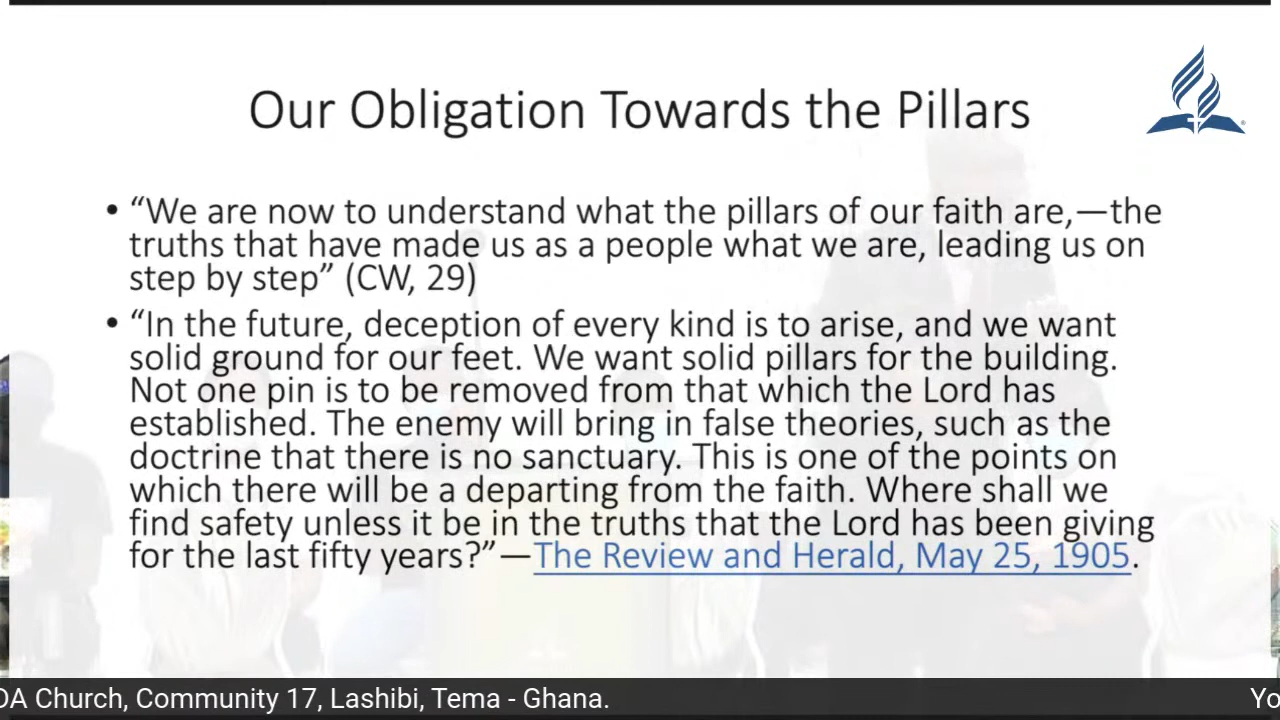 Our Obligation Towards the Pillars
• “We are now to understand what the pillars of our faith are,—the
truths that have made us as a people what we are, leading us on
step by step” (CW, 29)
• “In the future, deception of every kind is to arise, and we want
solid ground for our feet. We want solid pillars for the building.
Not one pin is to be removed from that which the Lord has
established. The enemy will bring in false theories, such as the
doctrine that there is no sanctuary. This is one of the points on
which there will be a departing from the faith. Where shall we
find safety unless it be in the truths that the Lord has been giving
for the last fifty years?”—The Review and Herald, May 25, 1905.
DA Church, Community 17, Lashibi, Tema - Ghana. Yo